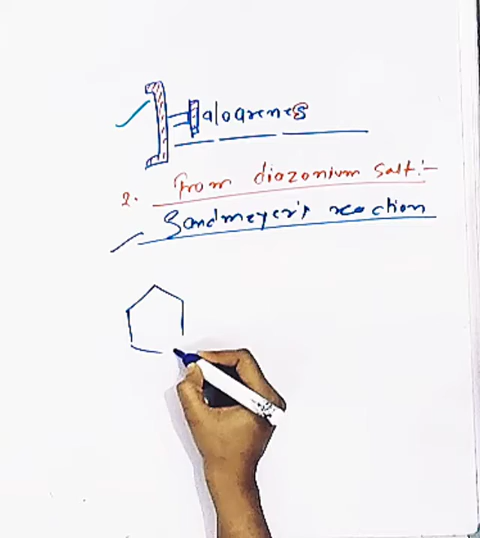 Haloarenes
2. From diazonium salt:-
Sandmeyer's reaction